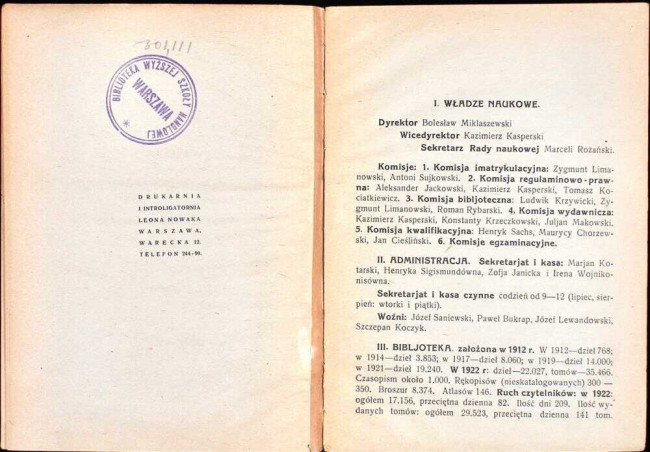 301,III
BIBLJOTEKA WYŻSZEJ SZKOŁY HANDLOWEJ
WARSZAWA
DRUKARNIA
I INTROLIGATORNIA
LEONA NOWAKA
WARSZAWA,
WARECKA 12.
TELEFON 244-89.
I. WŁADZE NAUKOWE.
Dyrektor Bolesław Miklaszewski
Wicedyrektor Kazimierz Kasperski
Sekretarz Rady naukowej Marceli Rożański.
Komisje: 1. Komisja imatrykulacyjna: Zygmunt Lima-
nowski, Antoni Sujkowski. 2. Komisja regulaminowo-praw-
na: Aleksander Jackowski, Kazimierz Kasperski, Tomasz Ko-
ciatkiewicz. 3. Komisja bibljoteczna: Ludwik Krzywicki, Zy-
gmunt Limanowski, Roman Rybarski. 4. Komisja wydawnicza:
Kazimierz Kasperski, Konstanty Krzeczkowski, Juljan Makowski.
5. Komisja kwalifikacyjna: Henryk Sachs, Maurycy Chorzew-
ski, Jan Cieśliński. 6. Komisje egzaminacyjne.
II. ADMINISTRACJA. Sekretarjat i kasa: Marjan Ko-
tarski, Henryka Sigismundówna, Zofja Janicka i Irena Wojniko-
nisówna.
Sekretarjat i kasa czynne codzień od 9—12 (lipiec, sier-
pień: wtorki i piątki).
Woźni: Józef Saniewski, Paweł Bukrap, Józef Lewandowski,
Szczepan Koczyk.
III. BIBLJOTEKA. założona w 1912 r. W 1912—dzieł 768;
w 1914—dzieł 3.853; w 1917—dzieł 8.060; w 1919—dzieł 14.000;
w 1921—dzieł 19.240. W 1922 r: dzieł—22.027, tomów—35.466.
Czasopism około 1.000. Rękopisów (nieskatalogowanych) 300 —
350. Broszur 8.374. Atlasów 146. Ruch czytelników: w 1922:
ogółem 17.156, przeciętna dzienna 82. Ilość dni 209. Ilość wy-
danych tomów: ogółem 29.523, przeciętna dzienna 141 tom.